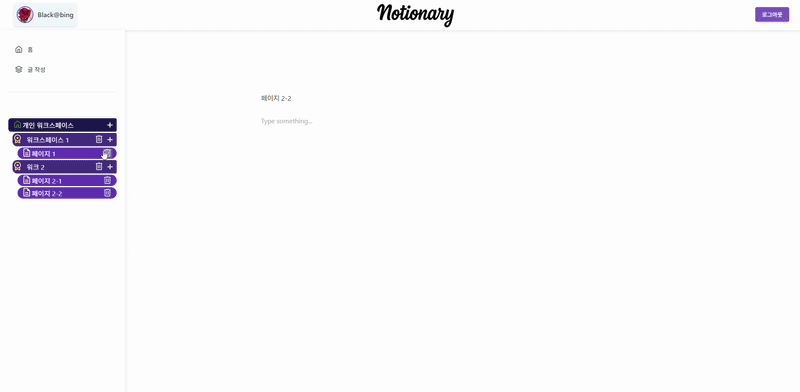 Black@bing
Notionary
로그아웃
홈
글 작성
개인 워크스페이스
워크스페이스 1
페이지 1
워크 2
페이지 2-1
페이지 2-2
페이지 2-2
Type something...